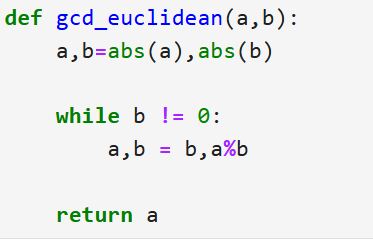 def gcd_euclidean(a,b):
    a,b=abs(a),abs(b)

    while b != 0:
        a,b = b,a%b

    return a